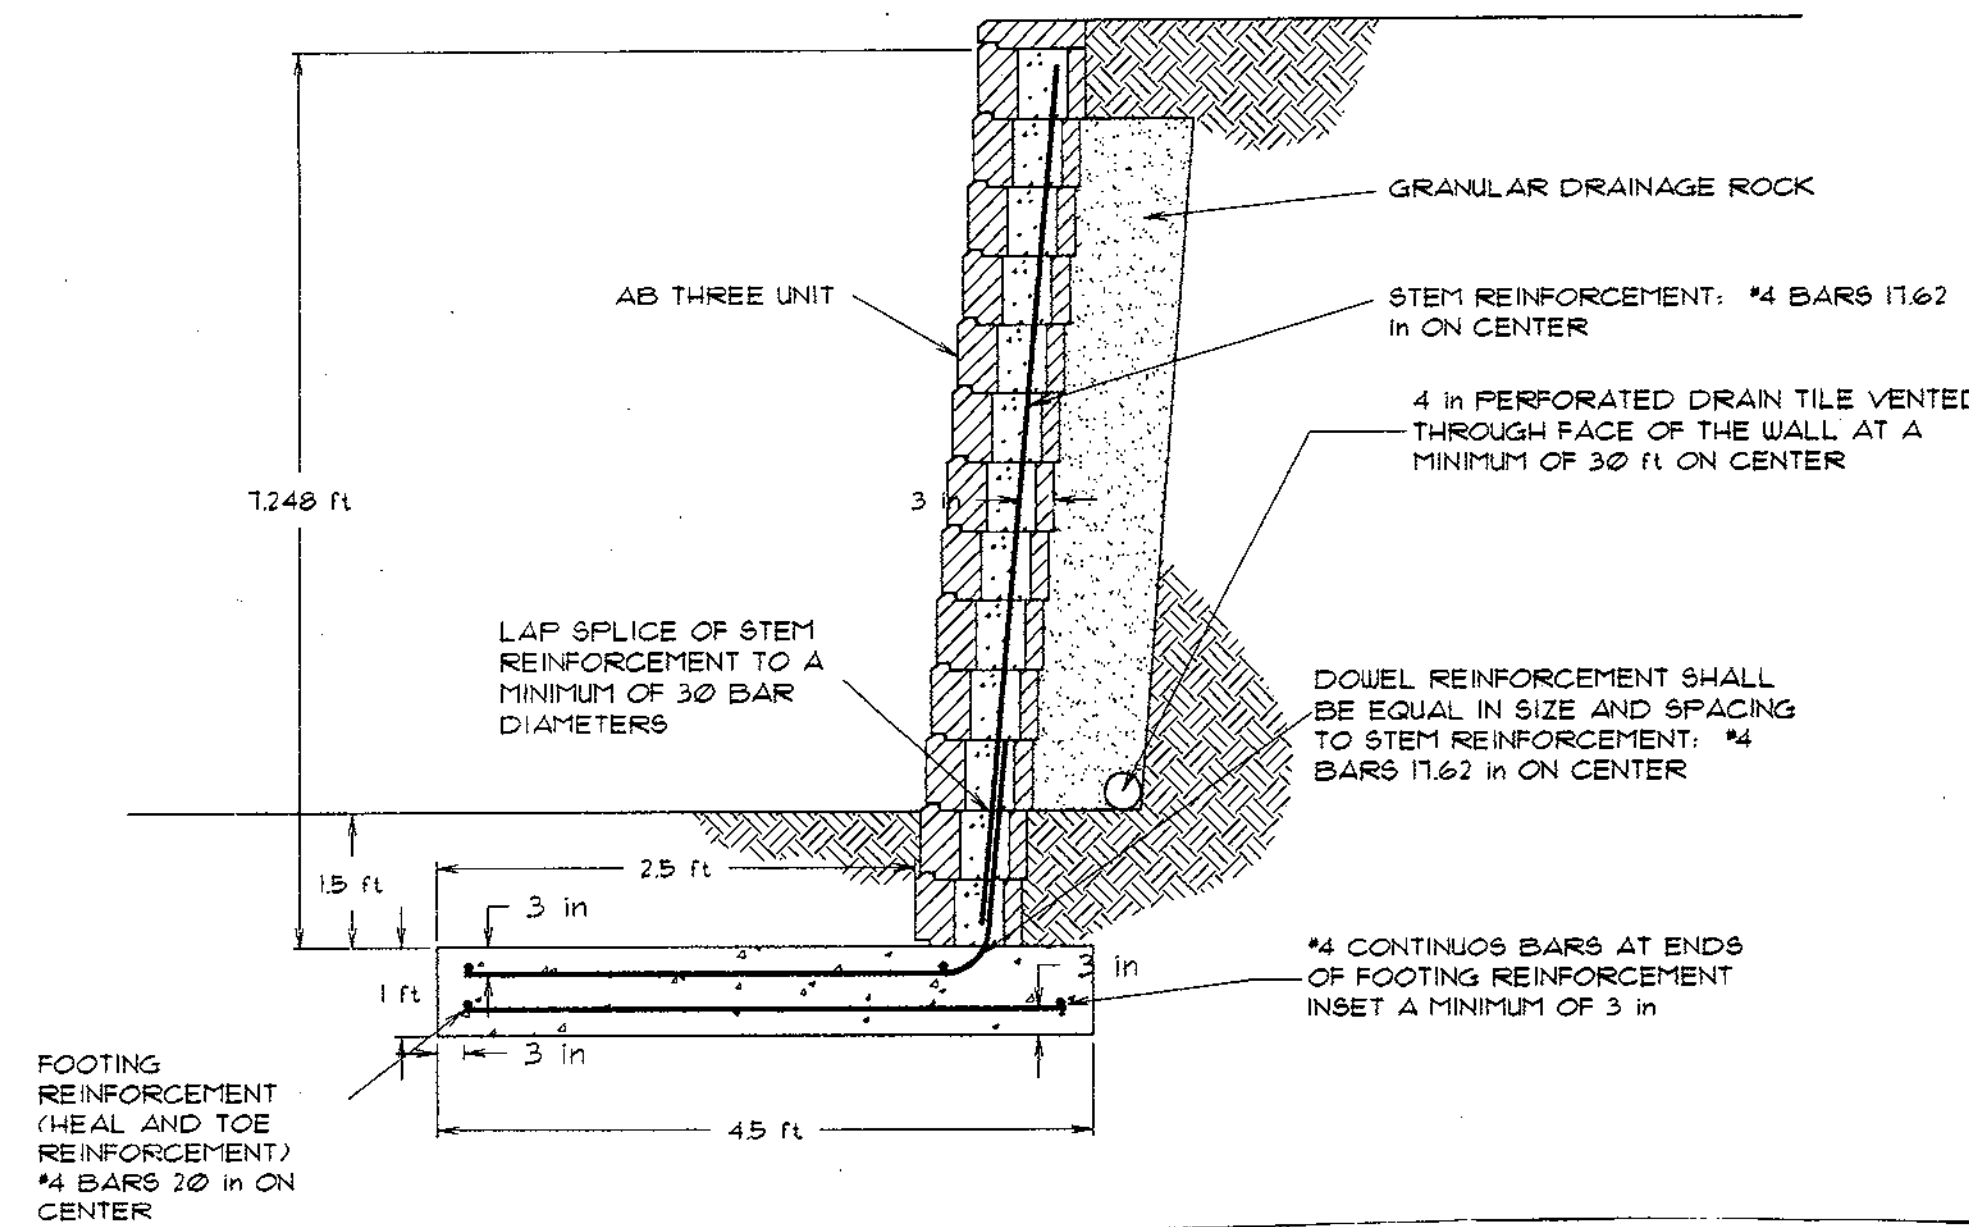 GRANULAR DRAINAGE ROCK
AB THREE UNIT
STEM REINFORCEMENT: #4 BARS 17.62
in ON CENTER
4 in PERFORATED DRAIN TILE VENTED
THROUGH FACE OF THE WALL AT A
MINIMUM OF 30 ft ON CENTER
7.248 ft
3 in
LAP SPLICE OF STEM
REINFORCEMENT TO A
MINIMUM OF 30 BAR
DIAMETERS
DOWEL REINFORCEMENT SHALL
BE EQUAL IN SIZE AND SPACING
TO STEM REINFORCEMENT: #4
BARS 17.62 in ON CENTER
2.5 ft
1.5 ft
3 in
3 in
1 ft
#4 CONTINUOS BARS AT ENDS
OF FOOTING REINFORCEMENT
INSET A MINIMUM OF 3 in
3 in
FOOTING
REINFORCEMENT
(HEAL AND TOE
REINFORCEMENT)
#4 BARS 20 in ON
CENTER
4.5 ft